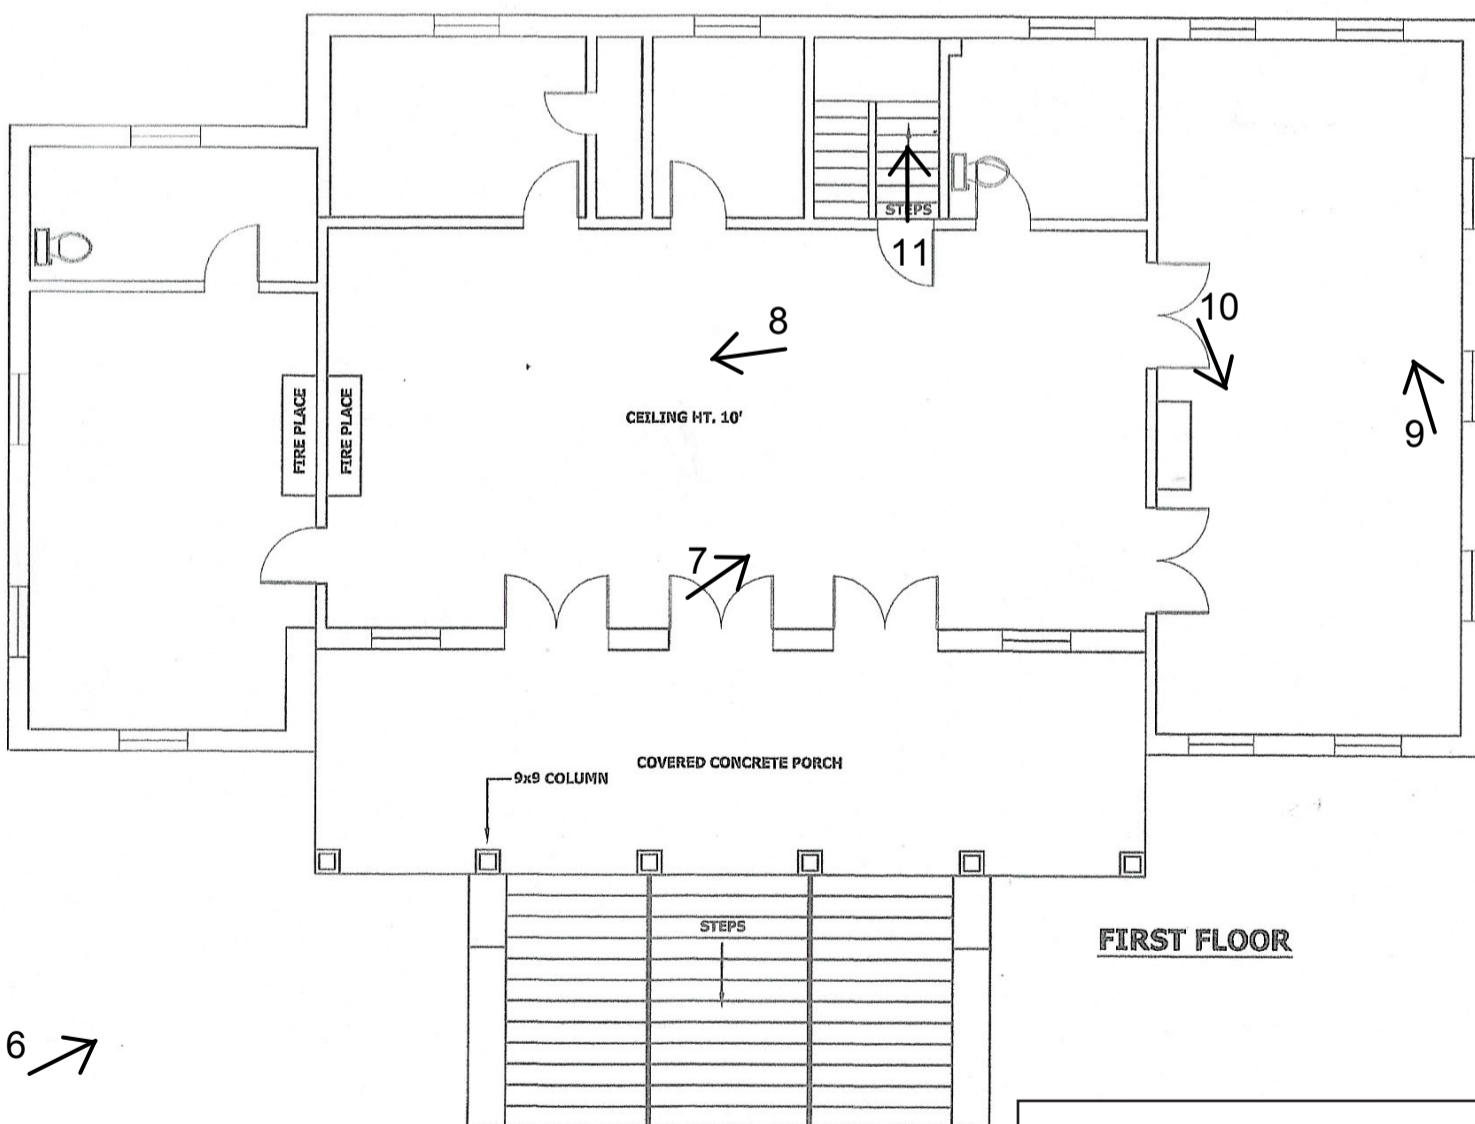 STEPS
11
10
8
CEILING HT. 10'
FIRE PLACE
FIRE PLACE
9
7
COVERED CONCRETE PORCH
9x9 COLUMN
STEPS
FIRST FLOOR
6